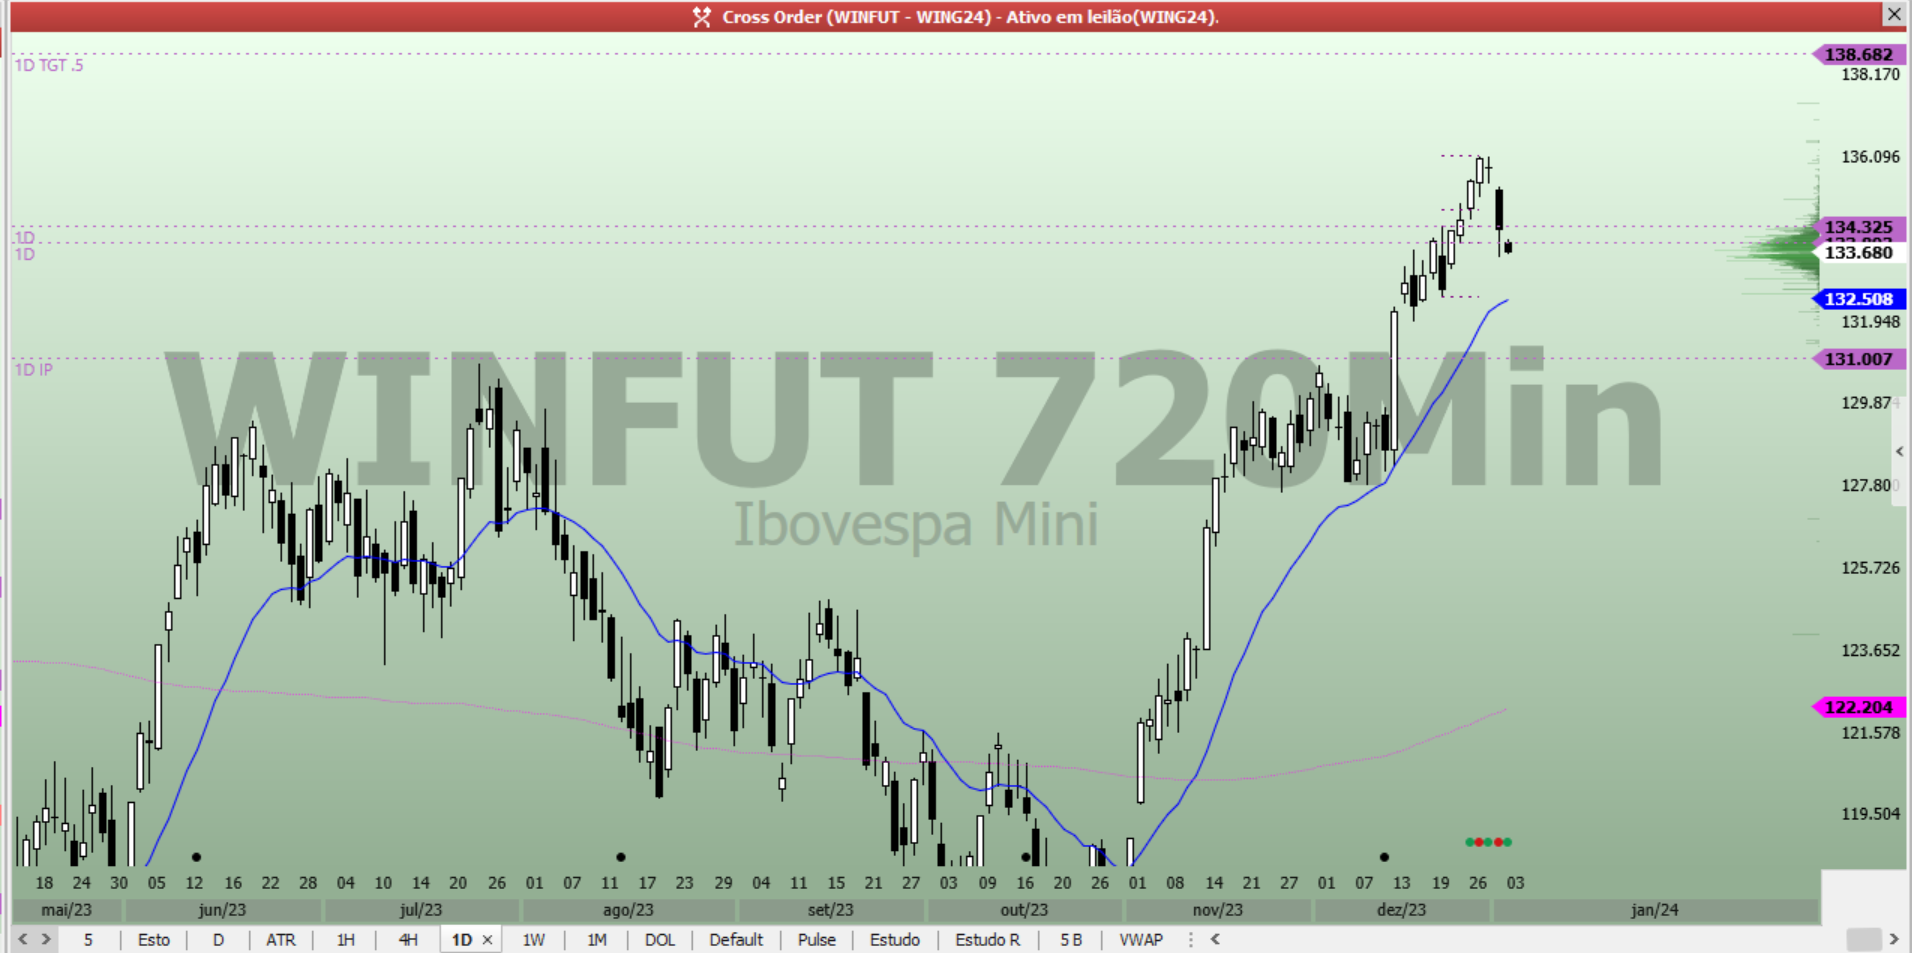 Cross Order (WINFUT - WING24) - Ativo em leilão(WING24).
1D TGT .5
138.682
138.170
136.096
1D
134.325
1D
133.680
132.508
131.948
1D IP
131.007
WINFUT 720Min
Ibovespa Mini
129.874
127.800
125.726
123.652
122.204
121.578
119.504
18 24 30 05 12 16 22 28 04 10 14 20 26 01 07 11 17 23 29 04 11 15 21 27 03 09 16 20 26 01 08 14 21 27 01 07 13 19 26 03
mai/23 jun/23 jul/23 ago/23 set/23 out/23 nov/23 dez/23 jan/24
5 Esto D ATR 1H 4H 1D × 1W 1M DOL Default Pulse Estudo Estudo R 5 B VWAP